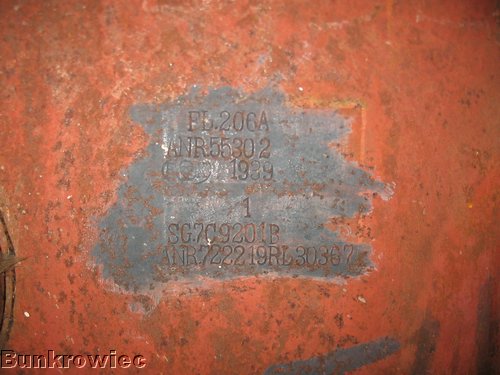 FL.206A
ANR55302
1939
1
SG7C9201B
ANR722219RL30367
Bunkrowiec